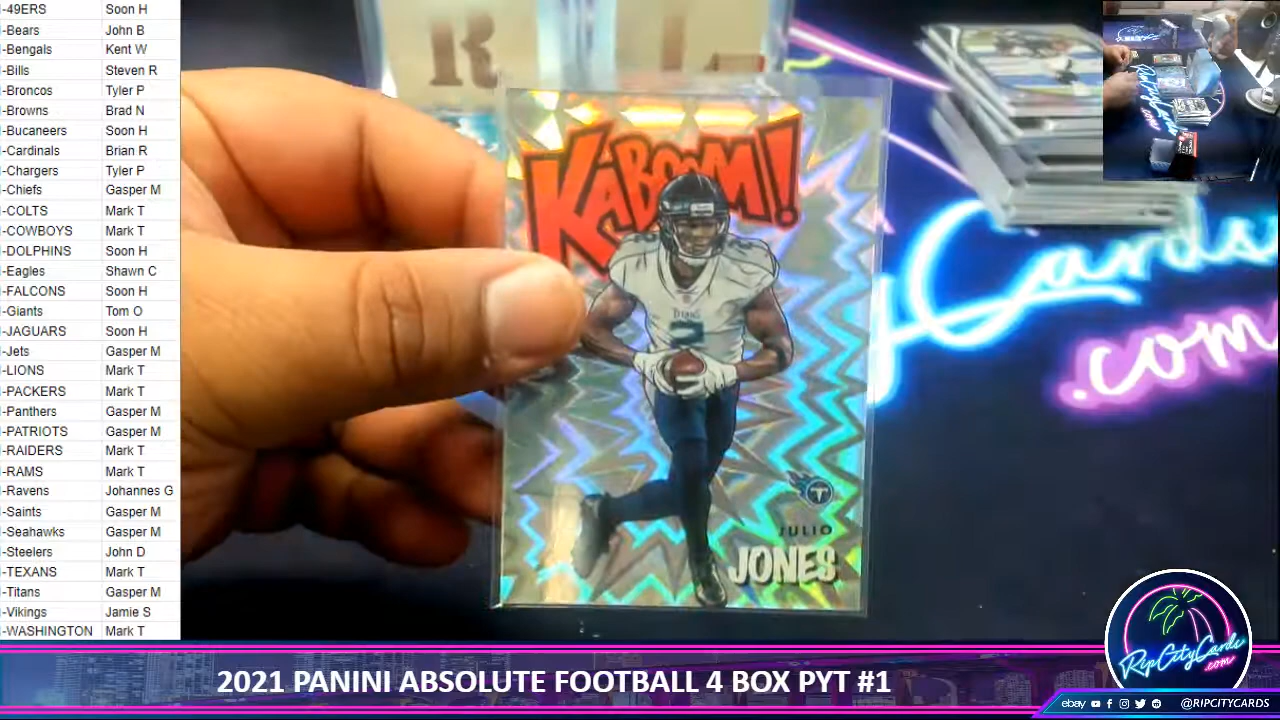 -49ERS Soon H
-Bears John B
-Bengals Kent W
-Bills Steven R
-Broncos Tyler P
-Browns Brad N
-Bucaneers Soon H
-Cardinals Brian R
-Chargers Tyler P
-Chiefs Gasper M
-COLTS Mark T
-COWBOYS Mark T
-DOLPHINS Soon H
-Eagles Shawn C
-FALCONS Soon H
-Giants Tom O
-JAGUARS Soon H
-Jets Gasper M
-LIONS Mark T
-PACKERS Mark T
-Panthers Gasper M
-PATRIOTS Gasper M
-RAIDERS Mark T
-RAMS Mark T
-Ravens Johannes G
-Saints Gasper M
-Seahawks Gasper M
-Steelers John D
-TEXANS Mark T
-Titans Gasper M
-Vikings Jamie S
-WASHINGTON Mark T
R
KABOOM!
TITANS
2
JULIO
JONES
yCards
.com
RipCityCards
.com
2021 PANINI ABSOLUTE FOOTBALL 4 BOX PYT #1
ebay @RIPCITYCARDS